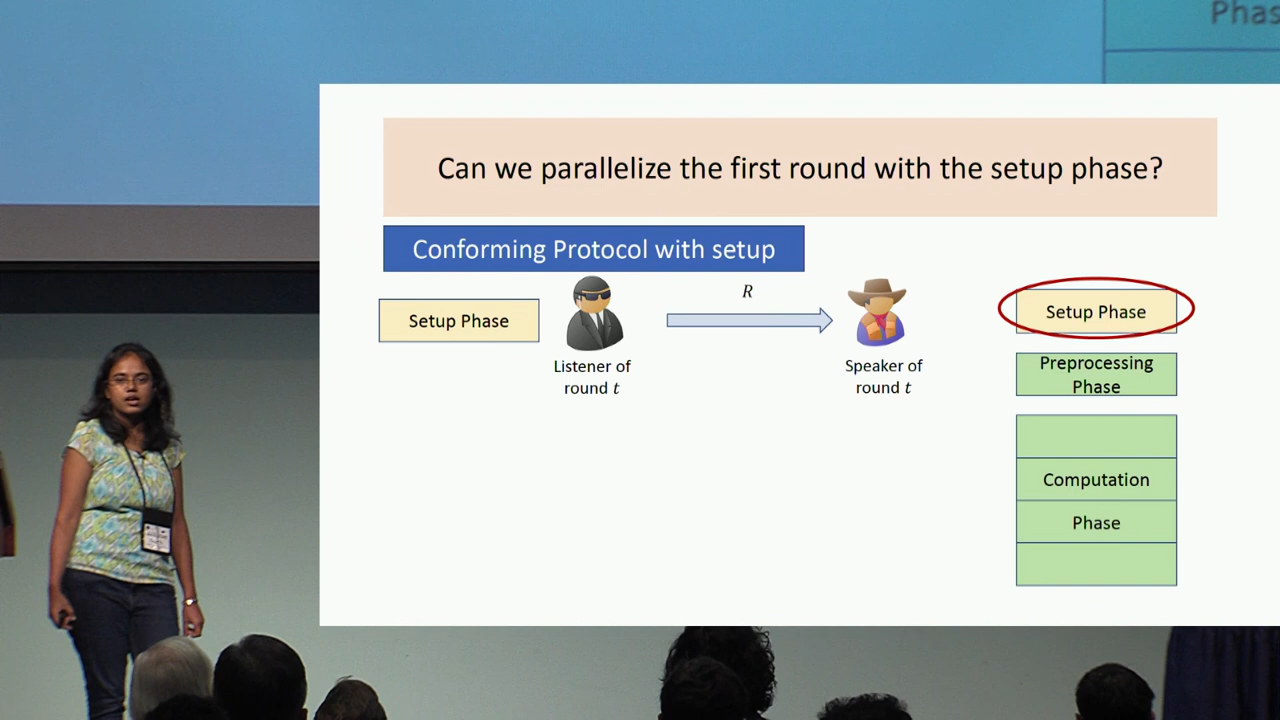 Phas
Can we parallelize the first round with the setup phase?
Conforming Protocol with setup
Setup Phase
R
Listener of
round t
Speaker of
round t
Setup Phase
Preprocessing
Phase
Computation
Phase